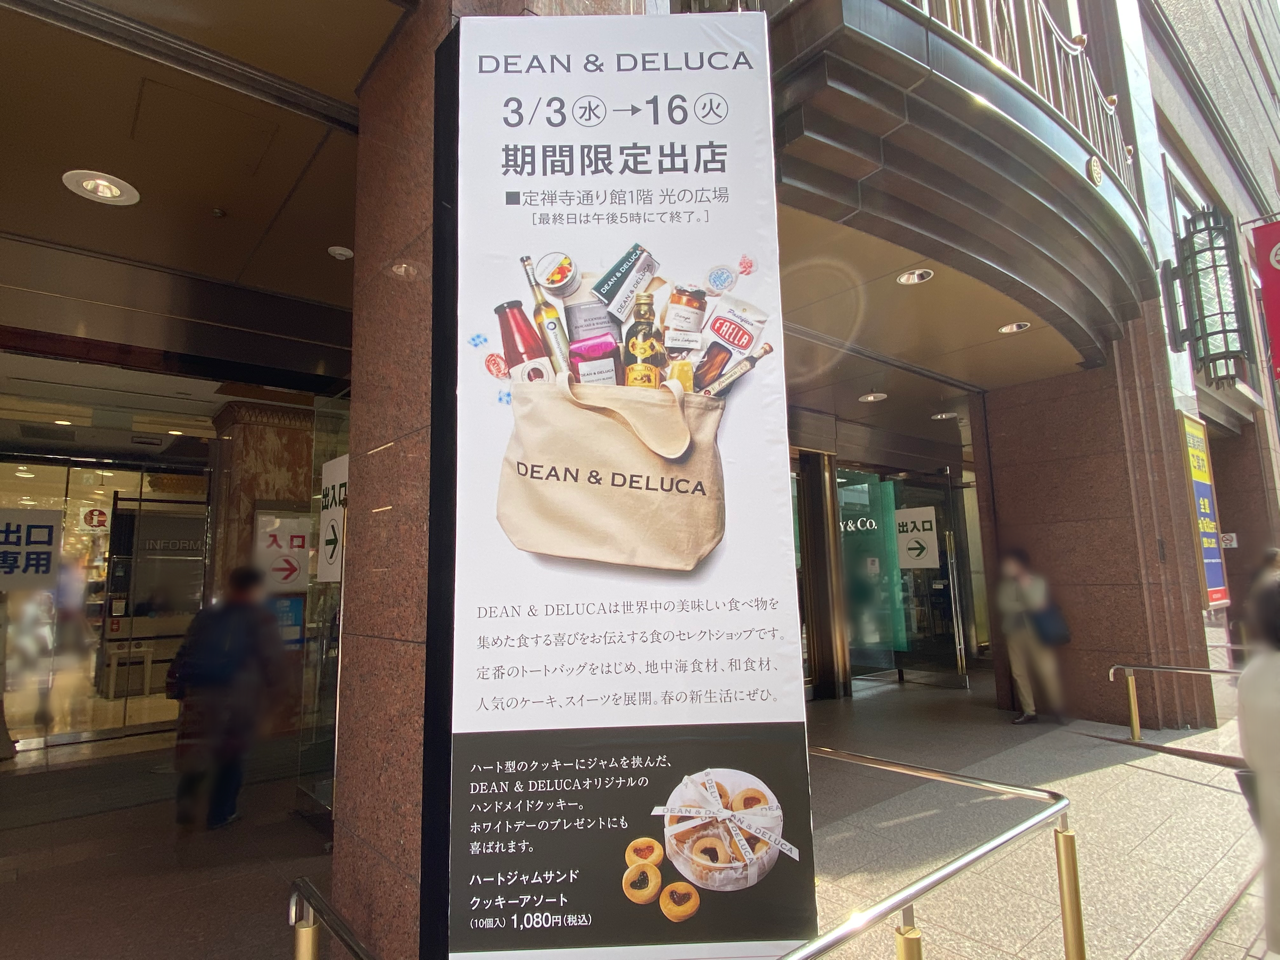 DEAN & DELUCA
3/3㊌→16㊋
期間限定出店
■定禅寺通り館1階 光の広場
[最終日は午後5時にて終了。]
DEAN & DELUCA
DEAN & DELUCA
FAELLA
DEAN & DELUCA
DEAN & DELUCA
DEAN & DELUCAは世界中の美味しい食べ物を
集めた食する喜びをお伝えする食のセレクトショップです。
定番のトートバッグをはじめ、地中海食材、和食材、
人気のケーキ、スイーツを展開。春の新生活にぜひ。
ハート型のクッキーにジャムを挟んだ、
DEAN & DELUCAオリジナルの
ハンドメイドクッキー。
ホワイトデーのプレゼントにも
喜ばれます。
ハートジャムサンド
クッキーアソート
(10個入) 1,080円(税込)
DEAN & DELUCA
出口
専用
INFORM
入口
出入口
Y&CO.
出入口
ご案内
全館